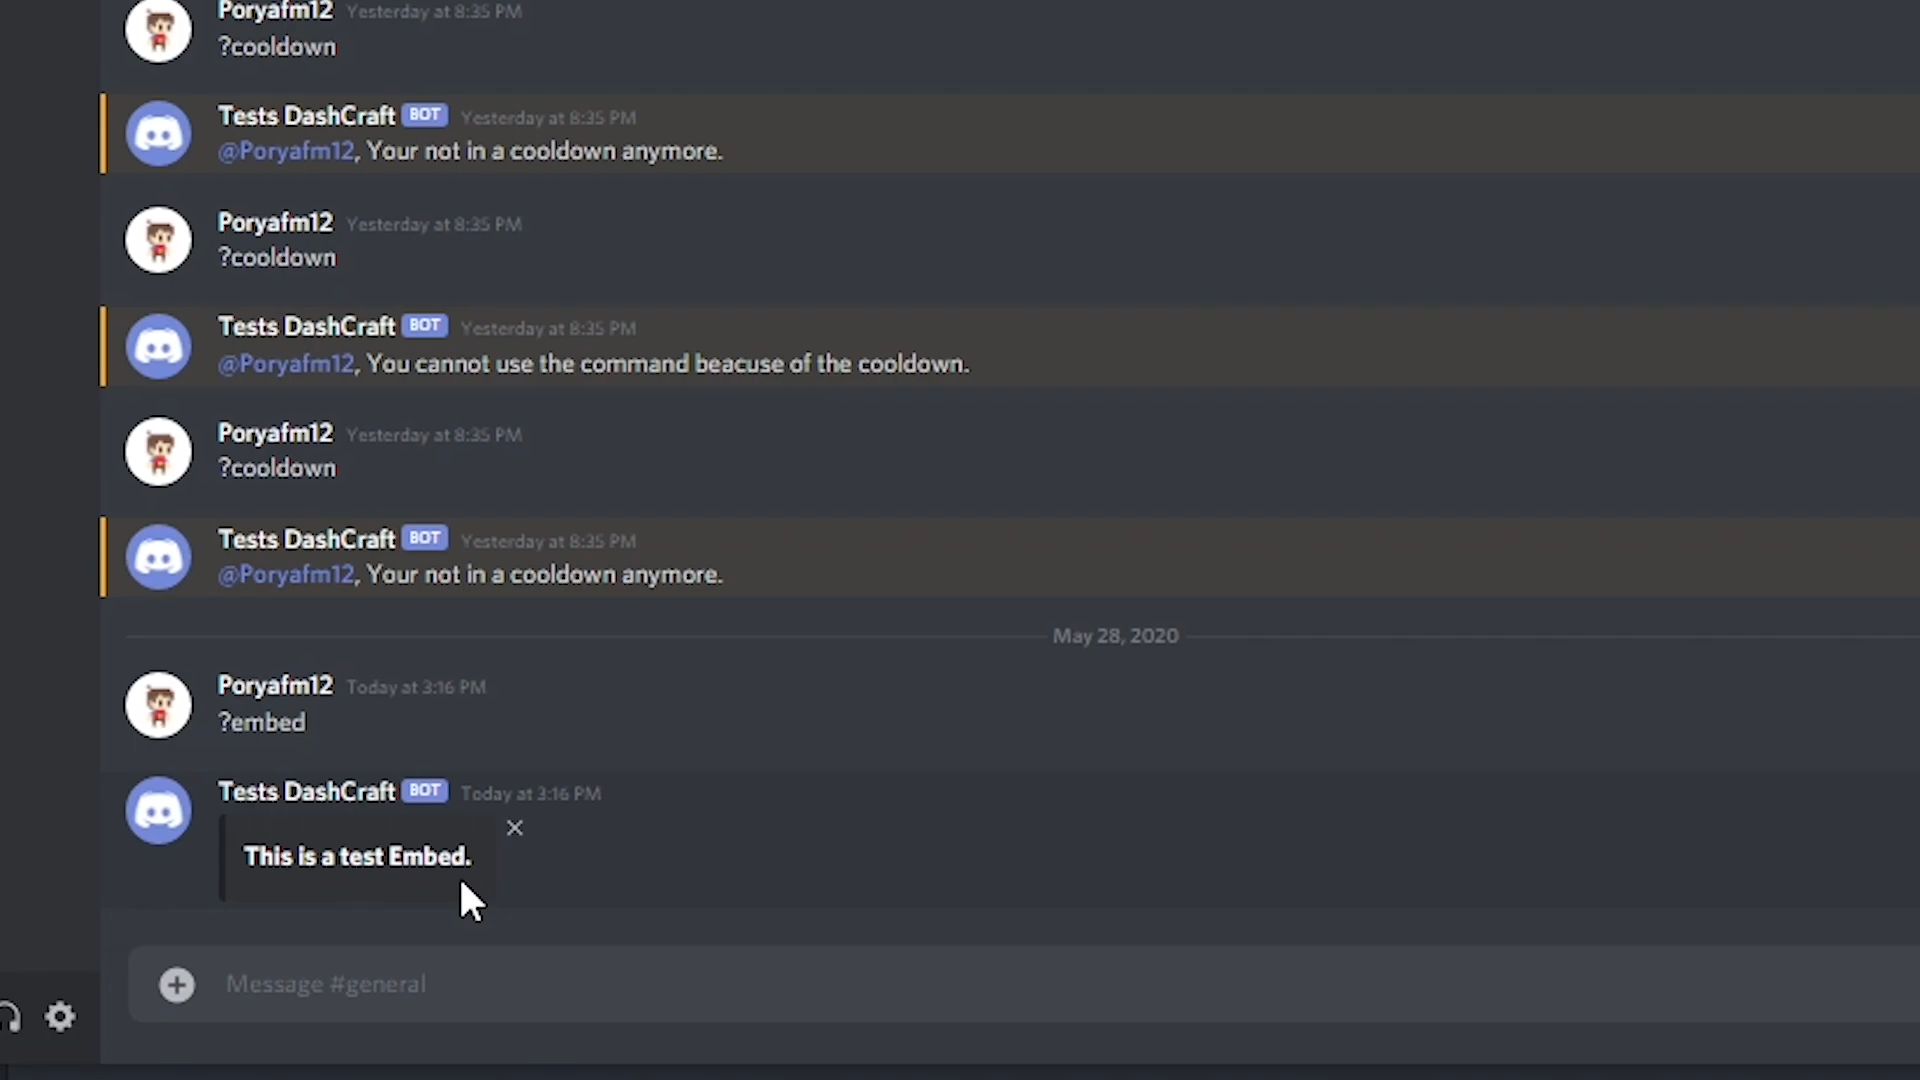 Poryafm12 Yesterday at 8:35 PM
?cooldown
Tests DashCraft BOT Yesterday at 8:35 PM
@Poryafm12, Your not in a cooldown anymore.
Poryafm12 Yesterday at 8:35 PM
?cooldown
Tests DashCraft BOT Yesterday at 8:35 PM
@Poryafm12, You cannot use the command beacuse of the cooldown.
Poryafm12 Yesterday at 8:35 PM
?cooldown
Tests DashCraft BOT Yesterday at 8:35 PM
@Poryafm12, Your not in a cooldown anymore.
May 28, 2020
Poryafm12 Today at 3:16 PM
?embed
Tests DashCraft BOT Today at 3:16 PM
This is a test Embed.
Message #general